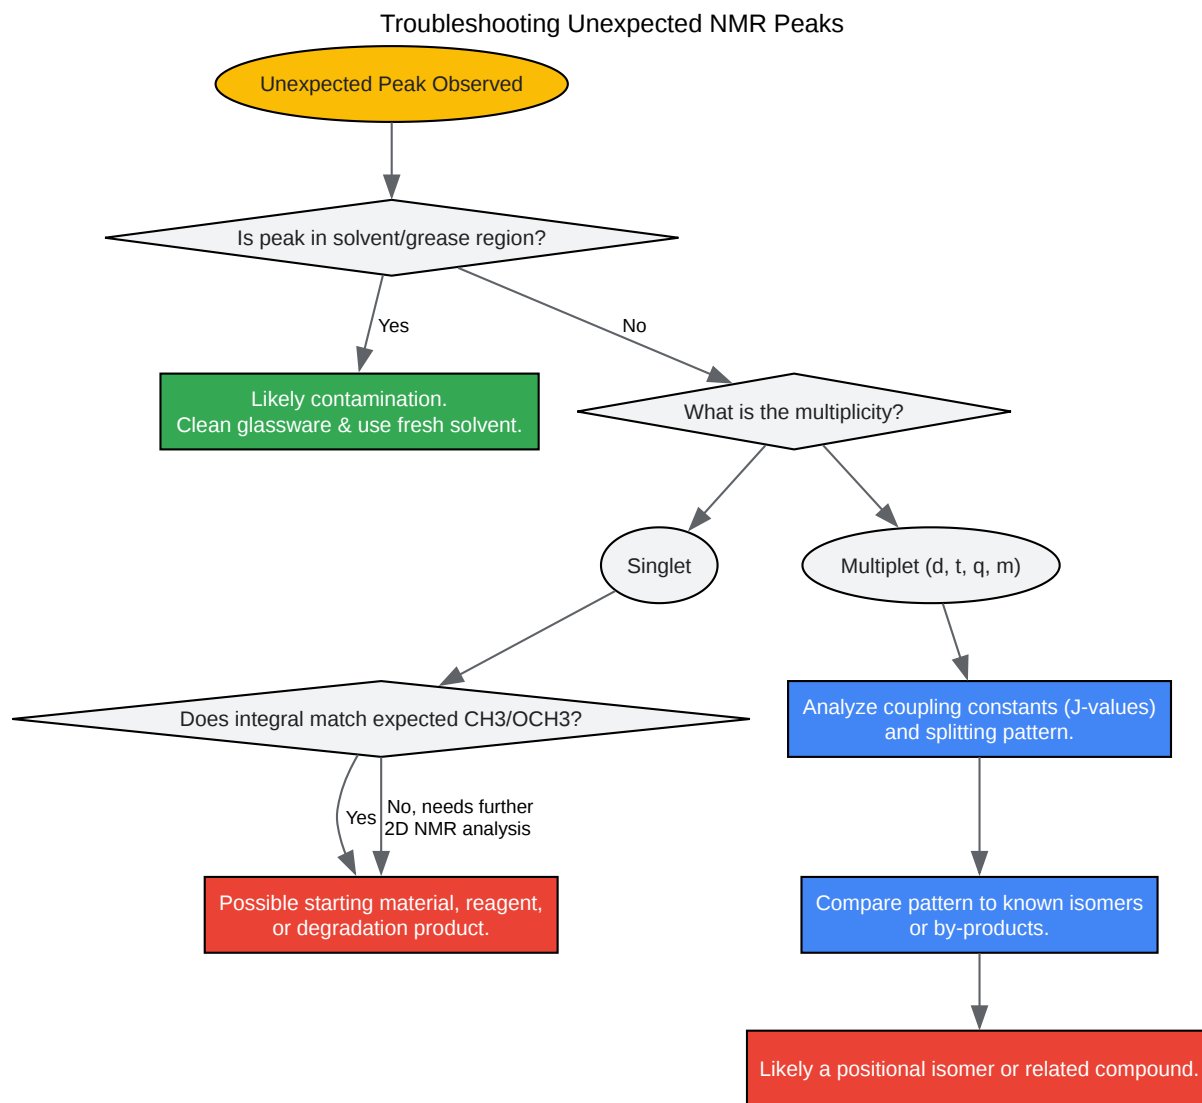 Troubleshooting Unexpected NMR Peaks
Unexpected Peak Observed
Is peak in solvent/grease region?
Yes
No
Likely contamination.
Clean glassware & use fresh solvent.
What is the multiplicity?
Singlet
Multiplet (d, t, q, m)
Does integral match expected CH3/OCH3?
Analyze coupling constants (J-values)
and splitting pattern.
Yes
No, needs further
2D NMR analysis
Possible starting material, reagent,
or degradation product.
Compare pattern to known isomers
or by-products.
Likely a positional isomer or related compound.